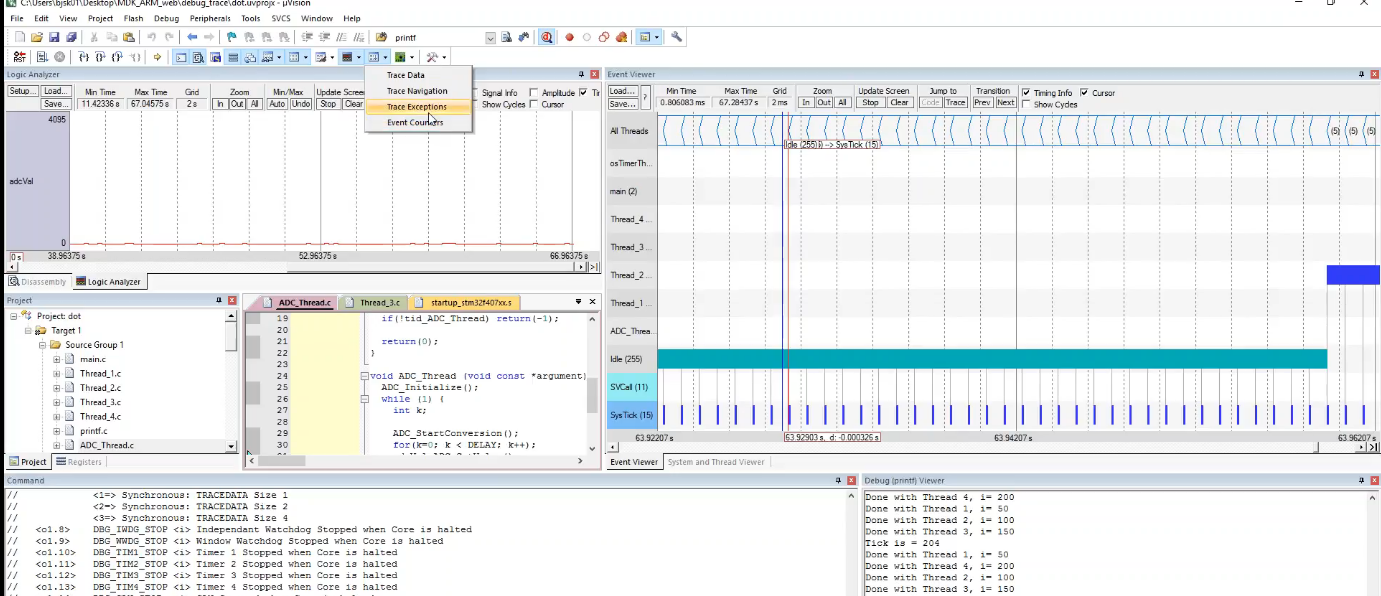 C:\Users\bjsk01\Desktop\MDK_ARM_web\debug_trace\dot.uvprojx - µVision
File Edit View Project Flash Debug Peripherals Tools SVCS Window Help
printf
Logic Analyzer
Setup... Load... Min Time Max Time Grid Zoom Min/Max Update Screen Signal Info Amplitude
Save... 11.42336 s 67.04575 s 2 s In Out All Auto Undo Stop Clear Show Cycles Cursor
Trace Data
Trace Navigation
Trace Exceptions
Event Counters
4095
adcVal
0
0 s 38.96375 s 52.96375 s 66.96375 s
Disassembly Logic Analyzer
Event Viewer
Load... Min Time Max Time Grid Zoom Update Screen Jump to Transition Timing Info Cursor
Save... ? 0.806083 ms 67.28437 s 2 ms In Out All Stop Clear Code Trace Prev Next Show Cycles
All Threads (5) (5) (5)
Idle (255)) --> SysTick (15)
osTimerTh...
main (2)
Thread_4 ...
Thread_3 ...
Thread_2 ...
Thread_1 ...
ADC_Threa...
Idle (255)
SVCall (11)
SysTick (15)
63.92207 s 63.92903 s, d: -0.000326 s 63.94207 s 63.96207 s
Event Viewer System and Thread Viewer
Project
Project: dot
Target 1
Source Group 1
main.c
Thread_1.c
Thread_2.c
Thread_3.c
Thread_4.c
printf.c
ADC_Thread.c
Project Registers
ADC_Thread.c Thread_3.c startup_stm32f407xx.s
19 if(!tid_ADC_Thread) return(-1);
20
21 return(0);
22 }
23
24 void ADC_Thread (void const *argument)
25 ADC_Initialize();
26 while (1) {
27 int k;
28
29 ADC_StartConversion();
30 for(k=0; k < DELAY; k++);
Command
// <1=> Synchronous: TRACEDATA Size 1
// <2=> Synchronous: TRACEDATA Size 2
// <3=> Synchronous: TRACEDATA Size 4
// <o1.8> DBG_IWDG_STOP <i> Independant Watchdog Stopped when Core is halted
// <o1.9> DBG_WWDG_STOP <i> Window Watchdog Stopped when Core is halted
// <o1.10> DBG_TIM1_STOP <i> Timer 1 Stopped when Core is halted
// <o1.11> DBG_TIM2_STOP <i> Timer 2 Stopped when Core is halted
// <o1.12> DBG_TIM3_STOP <i> Timer 3 Stopped when Core is halted
// <o1.13> DBG_TIM4_STOP <i> Timer 4 Stopped when Core is halted
Debug (printf) Viewer
Done with Thread 4, i= 200
Done with Thread 1, i= 50
Done with Thread 2, i= 100
Done with Thread 3, i= 150
Tick is = 204
Done with Thread 1, i= 50
Done with Thread 4, i= 200
Done with Thread 2, i= 100
Done with Thread 3, i= 150